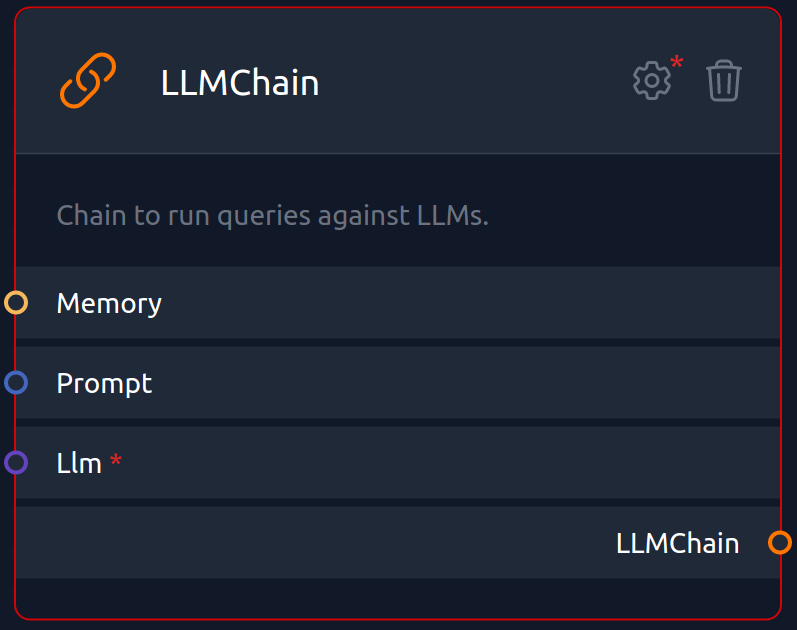 LLMChain *
Chain to run queries against LLMs.
Memory
Prompt
Llm *
LLMChain